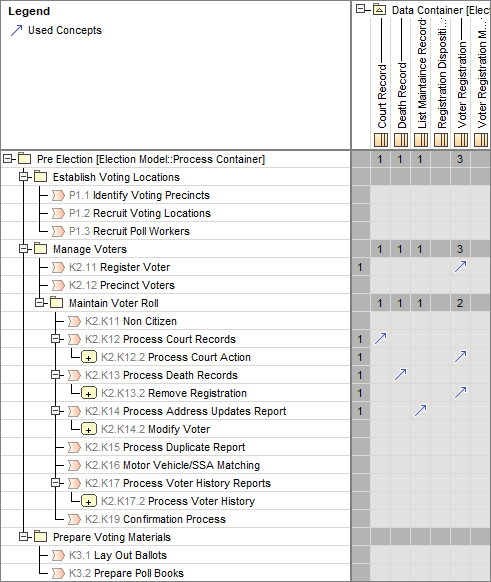 Legend
Used Concepts
Data Container [Elect
Court Record
Death Record
List Maintaince Record
Registration Dispositi...
Voter Registration
Voter Registration M...
Pre Election [Election Model::Process Container] 1 1 1 3
Establish Voting Locations
P1.1 Identify Voting Precincts
P1.2 Recruit Voting Locations
P1.3 Recruit Poll Workers
Manage Voters 1 1 1 3
K2.11 Register Voter 1
K2.12 Precinct Voters
Maintain Voter Roll 1 1 1 2
K2.K11 Non Citizen
K2.K12 Process Court Records 1
K2.K12.2 Process Court Action 1
K2.K13 Process Death Records 1
K2.K13.2 Remove Registration 1
K2.K14 Process Address Updates Report 1
K2.K14.2 Modify Voter
K2.K15 Process Duplicate Report
K2.K16 Motor Vehicle/SSA Matching
K2.K17 Process Voter History Reports
K2.K17.2 Process Voter History
K2.K19 Confirmation Process
Prepare Voting Materials
K3.1 Lay Out Ballots
K3.2 Prepare Poll Books